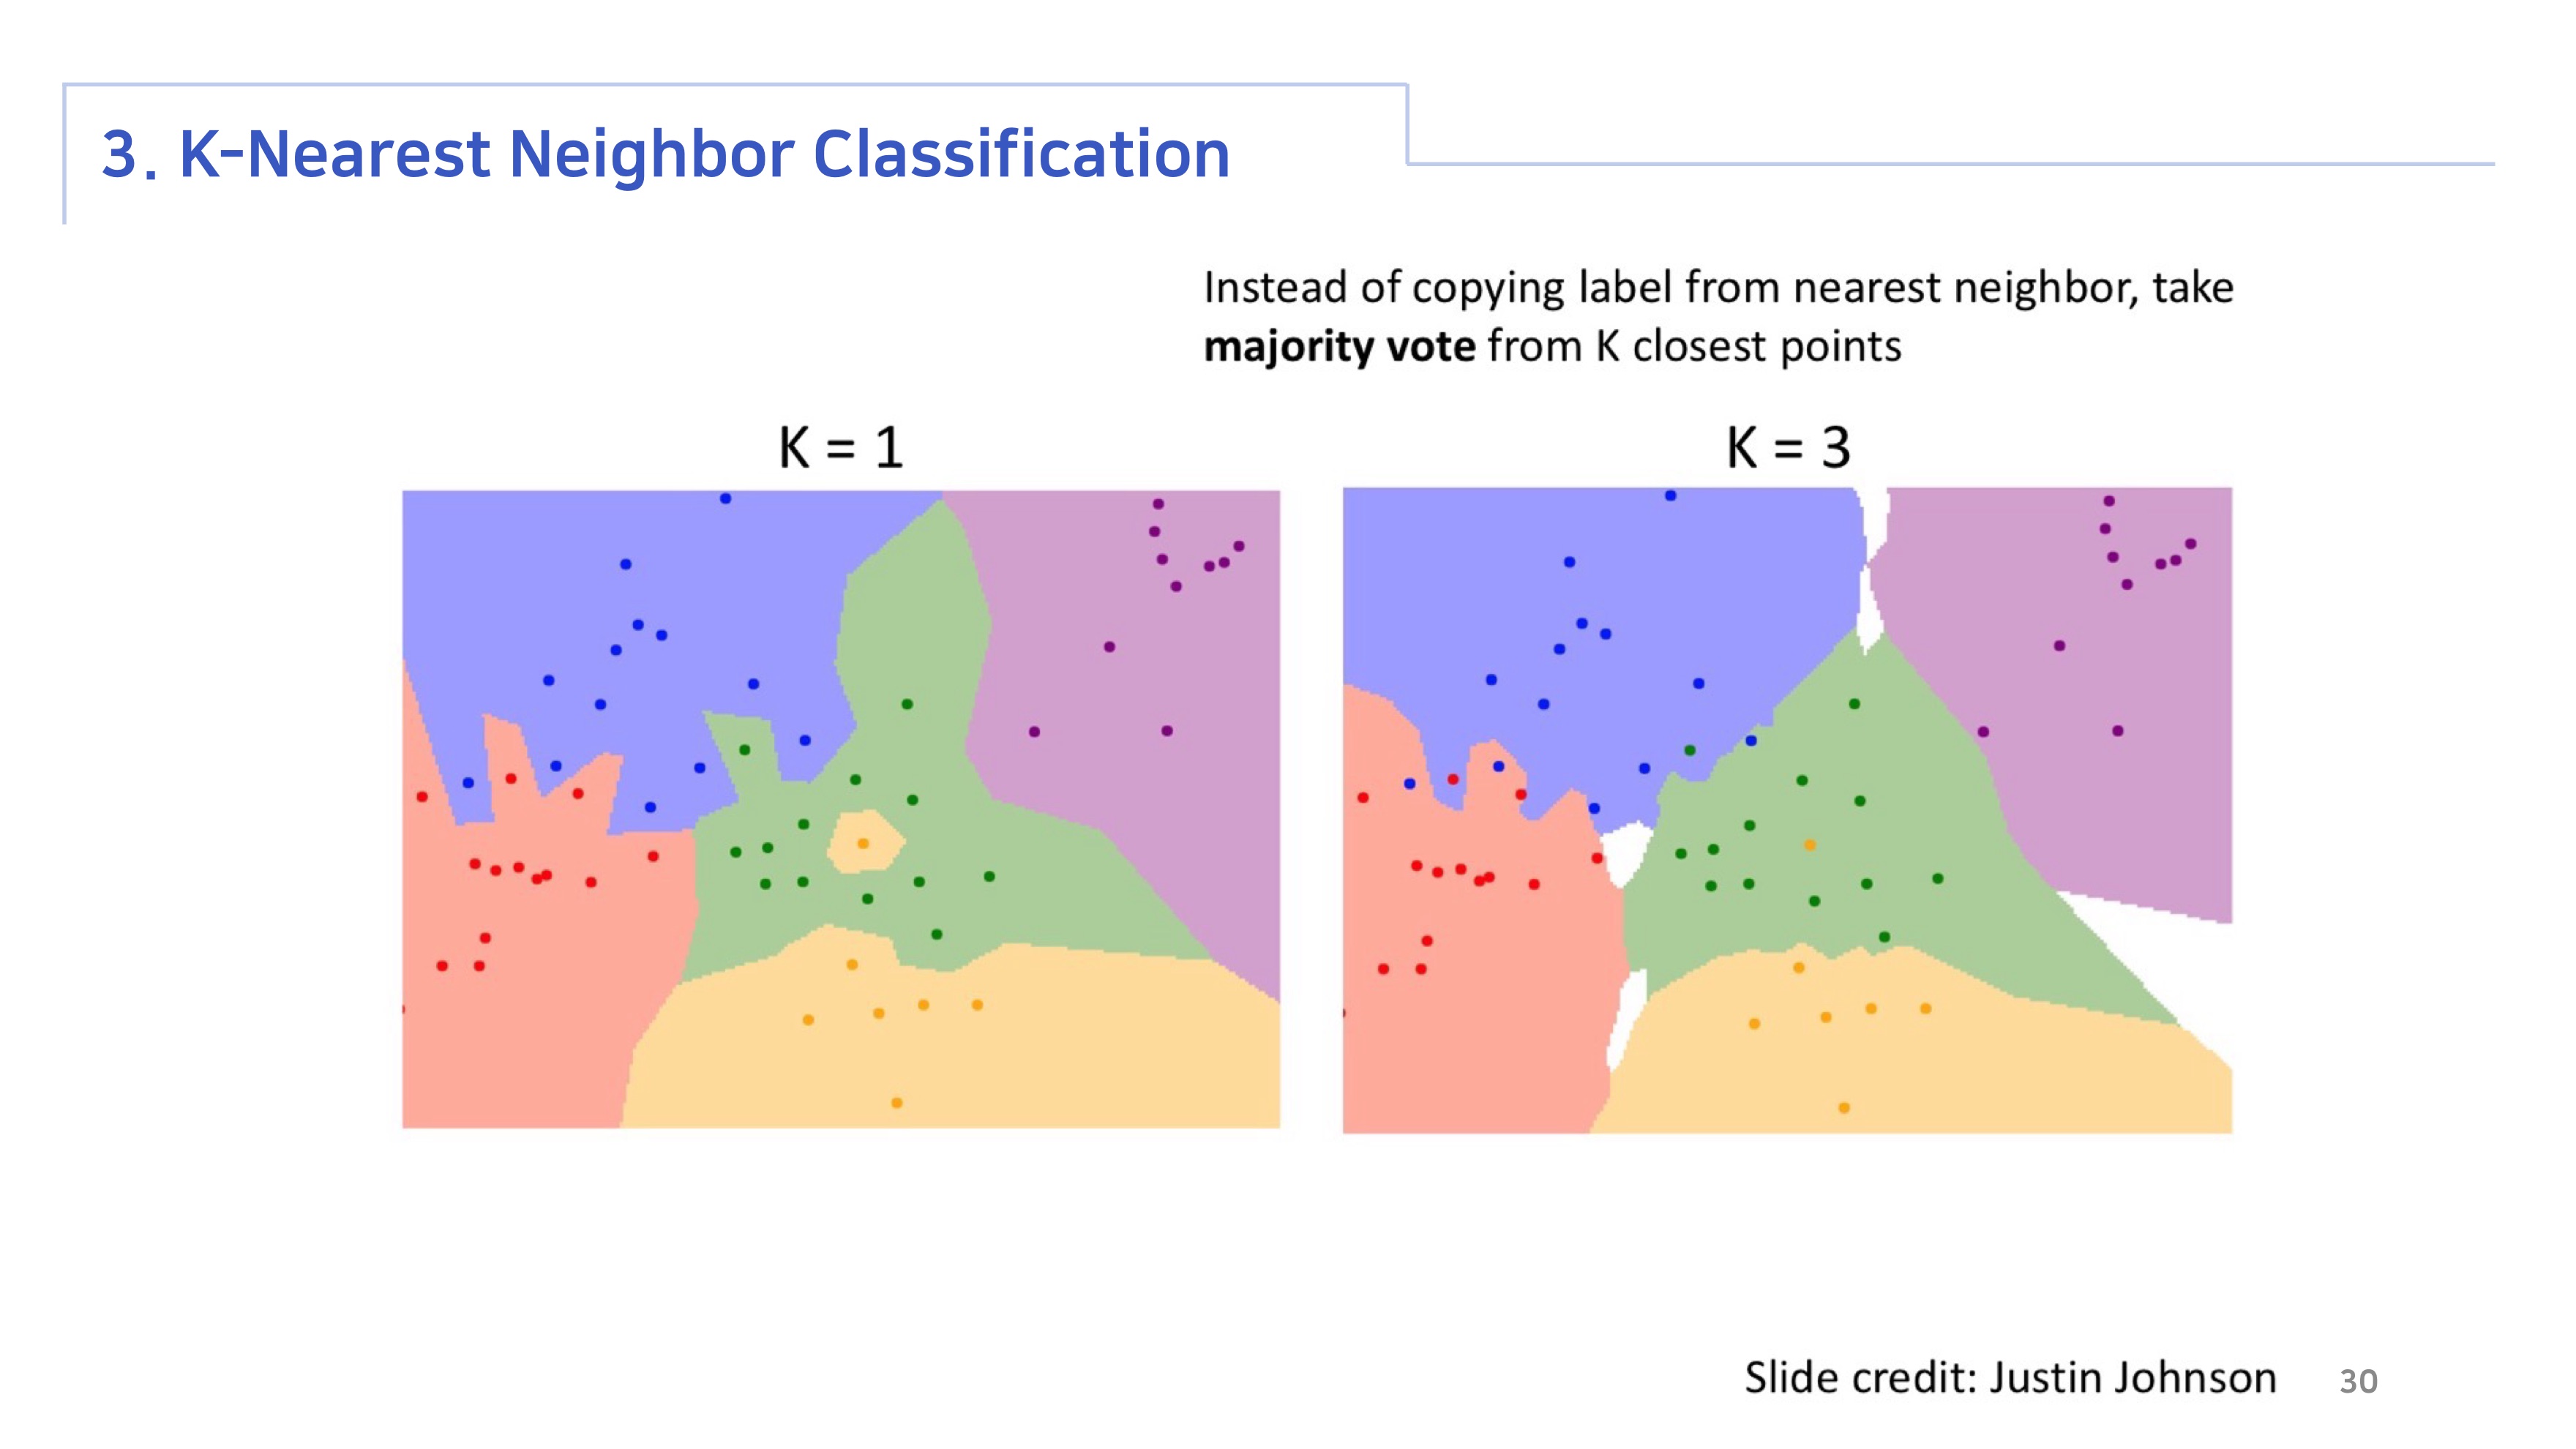 3. K-Nearest Neighbor Classification
Instead of copying label from nearest neighbor, take
majority vote from K closest points
K = 1
K = 3
Slide credit: Justin Johnson
30